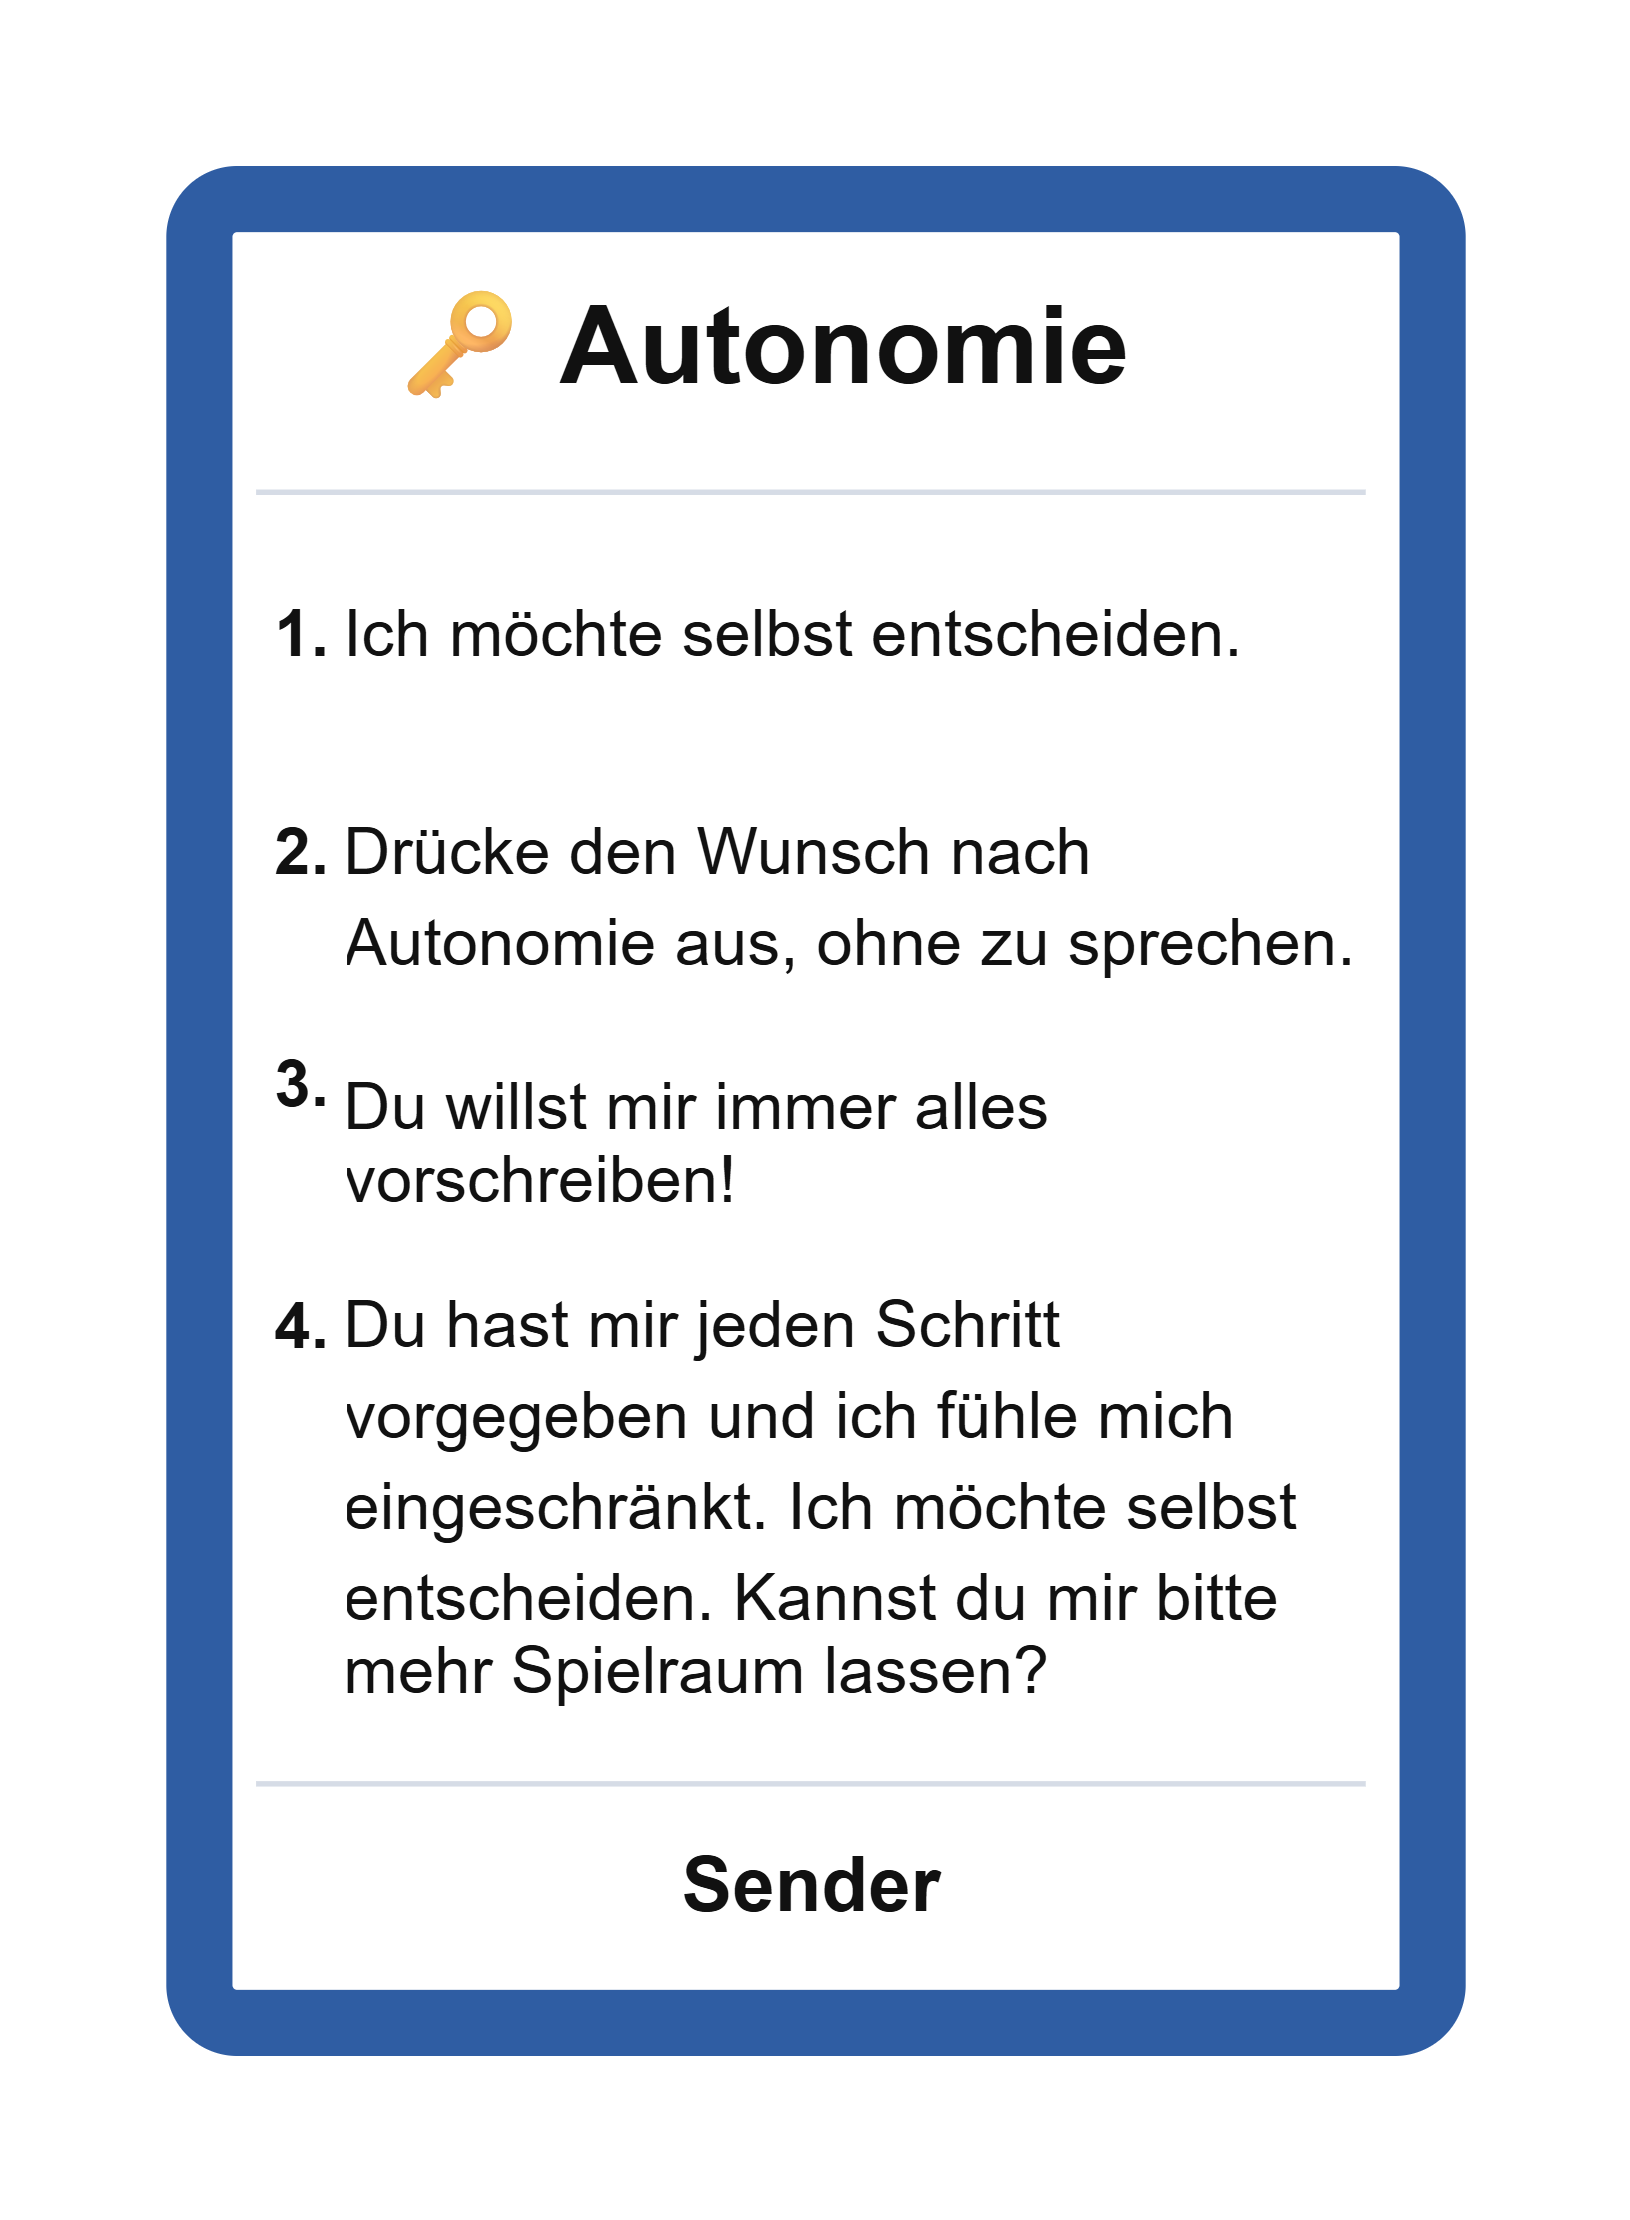 Autonomie
1. Ich möchte selbst entscheiden.
2. Drücke den Wunsch nach
Autonomie aus, ohne zu sprechen.
3. Du willst mir immer alles
vorschreiben!
4. Du hast mir jeden Schritt
vorgegeben und ich fühle mich
eingeschränkt. Ich möchte selbst
entscheiden. Kannst du mir bitte
mehr Spielraum lassen?
Sender